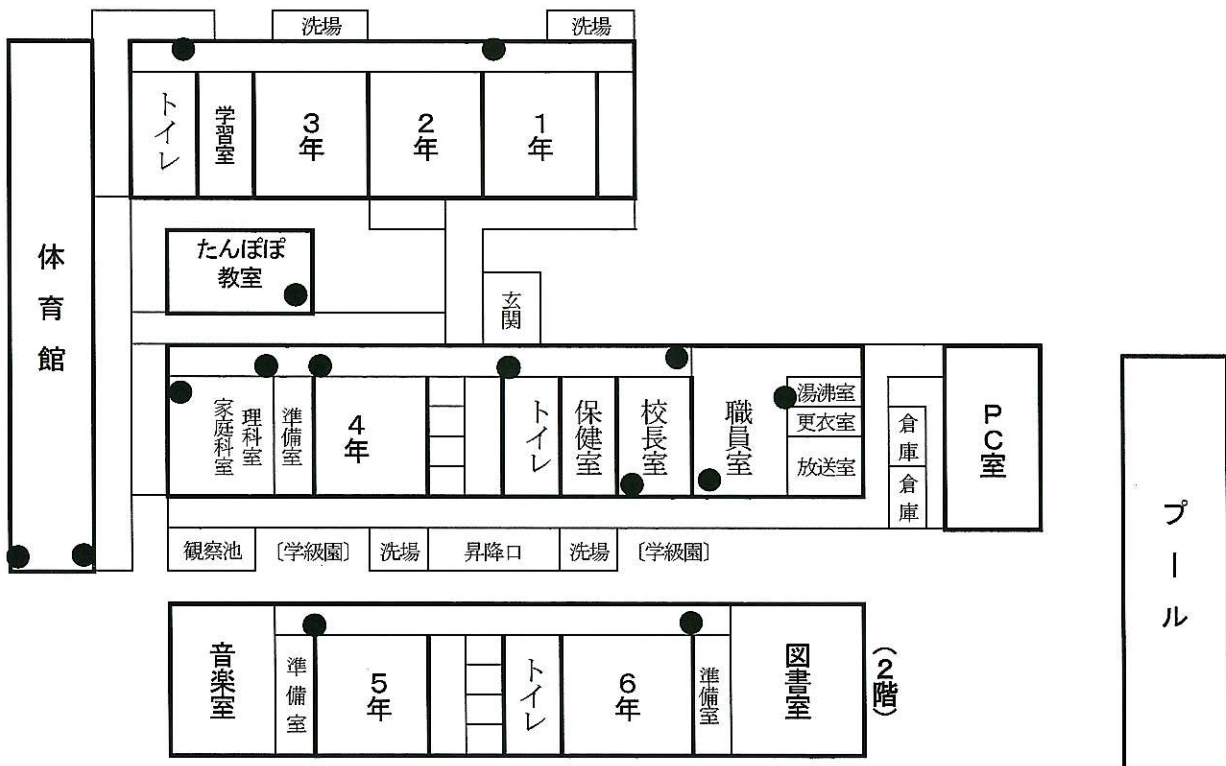 洗場
洗場
トイレ
学習室
3年
2年
1年
体育館
たんぽぽ
教室
玄関
家庭科室
理科室
準備室
4年
トイレ
保健室
校長室
職員室
湯沸室
更衣室
放送室
倉庫
倉庫
PC室
プール
観察池
〔学級園〕
洗場
昇降口
洗場
〔学級園〕
音楽室
準備室
5年
トイレ
6年
準備室
図書室
(2階)